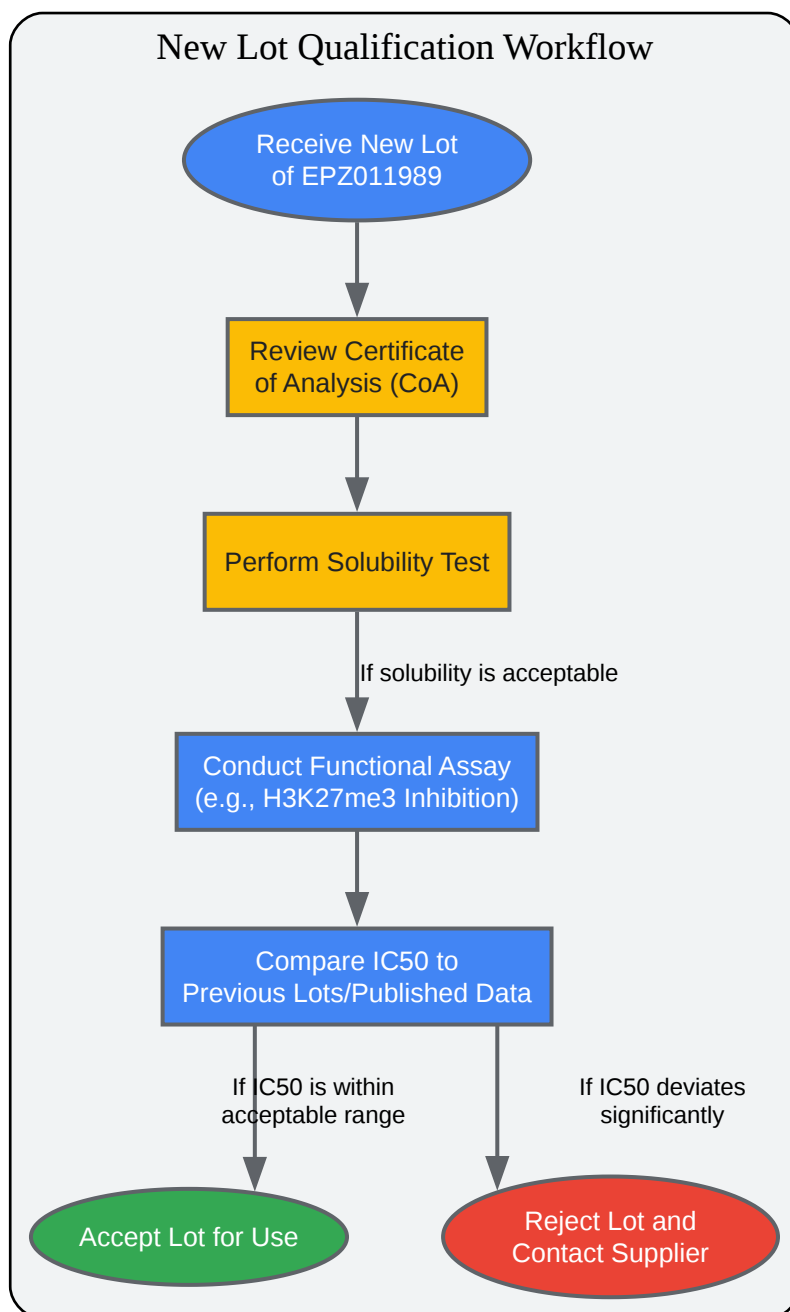 New Lot Qualification Workflow
Receive New Lot
of EPZ011989
Review Certificate
of Analysis (CoA)
Perform Solubility Test
If solubility is acceptable
Conduct Functional Assay
(e.g., H3K27me3 Inhibition)
Compare IC50 to
Previous Lots/Published Data
If IC50 is within
acceptable range
If IC50 deviates
significantly
Accept Lot for Use
Reject Lot and
Contact Supplier